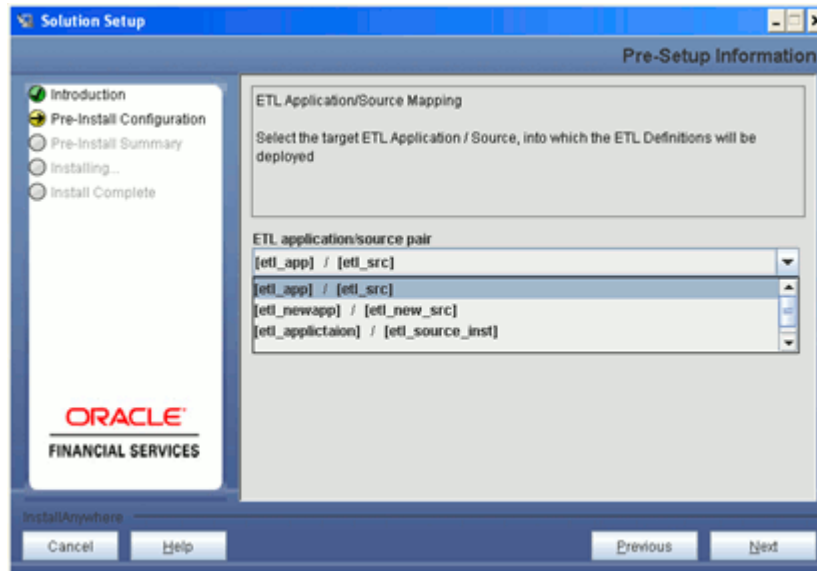 Solution Setup
Pre-Setup Information
Introduction
Pre-Install Configuration
Pre-Install Summary
Installing...
Install Complete
ETL Application/Source Mapping
Select the target ETL Application / Source, into which the ETL Definitions will be
deployed
ETL application/source pair
[etl_app] / [etl_src]
[etl_app] / [etl_src]
[etl_newapp] / [etl_new_src]
[etl_applictaion] / [etl_source_inst]
ORACLE
FINANCIAL SERVICES
InstallAnywhere
Cancel
Help
Previous
Next